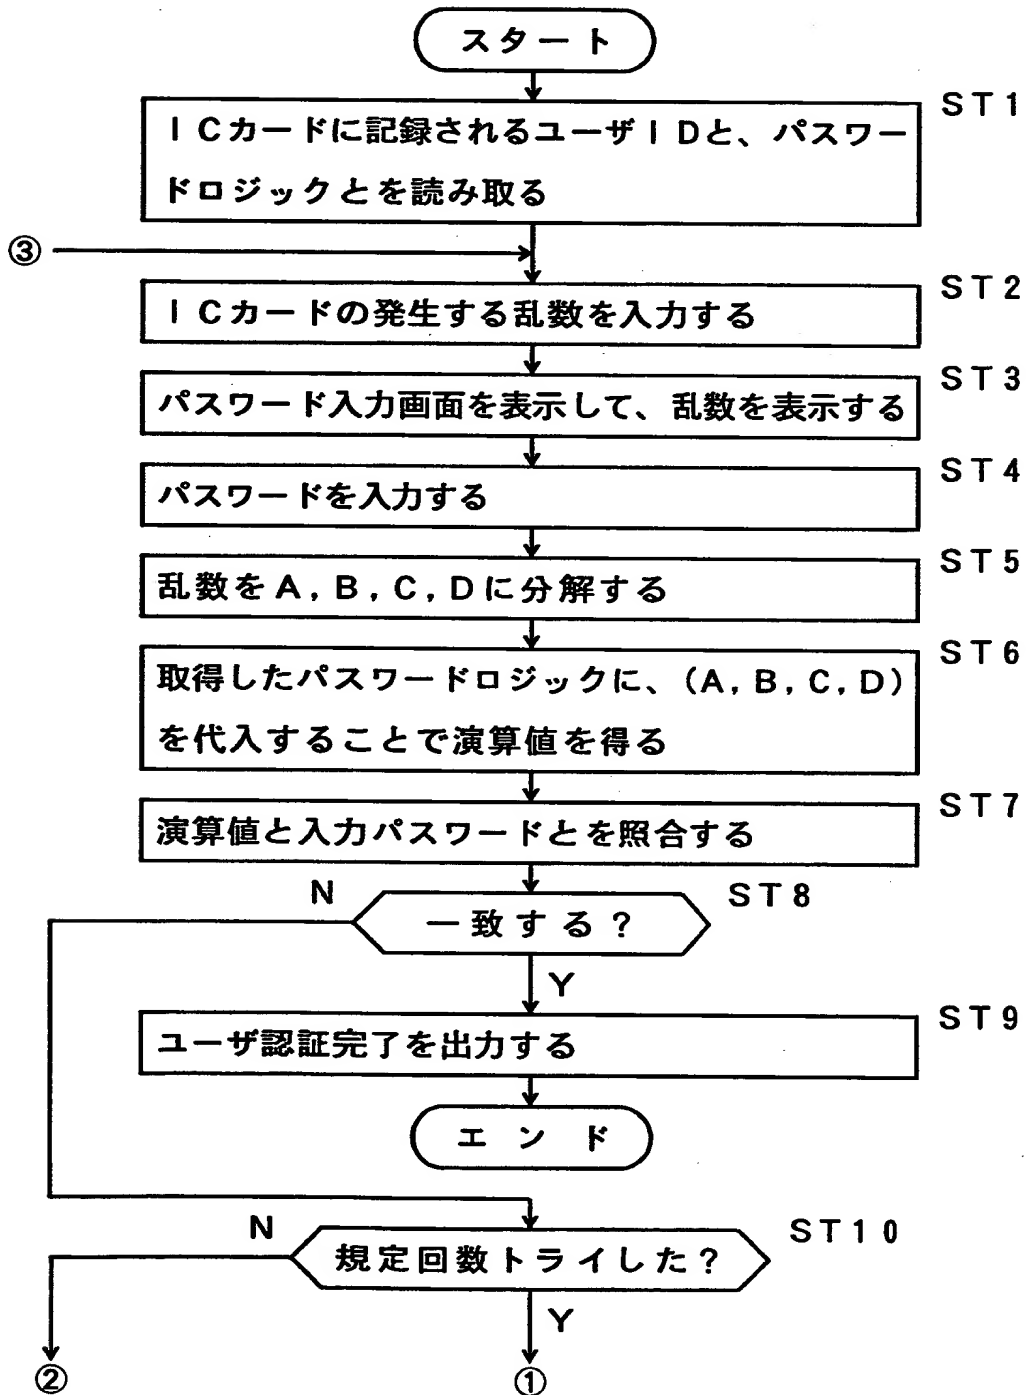 スタート
ST1
ICカードに記録されるユーザIDと、パスワー
ドロジックとを読み取る
③
ST2
ICカードの発生する乱数を入力する
ST3
パスワード入力画面を表示して、乱数を表示する
ST4
パスワードを入力する
ST5
乱数をA,B,C,Dに分解する
ST6
取得したパスワードロジックに、(A,B,C,D)
を代入することで演算値を得る
ST7
演算値と入力パスワードとを照合する
N
ST8
一致する?
Y
ST9
ユーザ認証完了を出力する
エンド
N
ST10
規定回数トライした?
Y
②
①